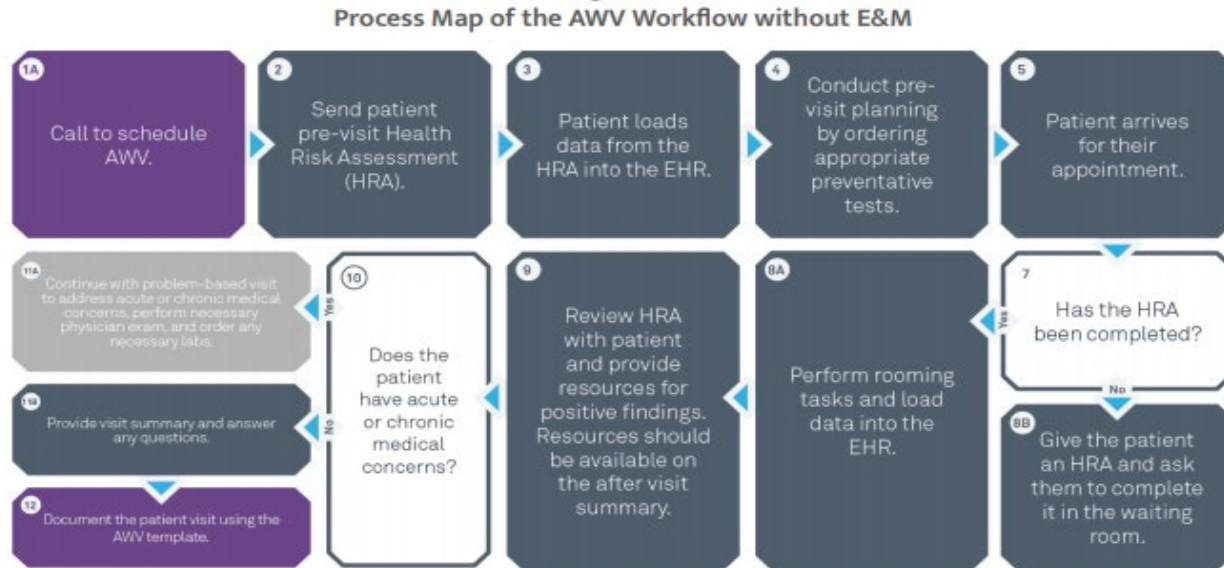 Process Map of the AWV Workflow without E&M
1A
Call to schedule
AWV.
2
Send patient
pre-visit Health
Risk Assessment
(HRA).
3
Patient loads
data from the
HRA into the EHR.
4
Conduct pre-
visit planning
by ordering
appropriate
preventative
tests.
5
Patient arrives
for their
appointment.
7
Has the HRA
been completed?
Yes
No
8A
Perform rooming
tasks and load
data into the
EHR.
8B
Give the patient
an HRA and ask
them to complete
it in the waiting
room.
9
Review HRA
with patient
and provide
resources for
positive findings.
Resources should
be available on
the after visit
summary.
10
Does the
patient
have acute
or chronic
medical
concerns?
Yes
No
11A
Continue with problem-based visit
to address acute or chronic medical
concerns, perform necessary
physician exam, and order any
necessary labs.
11B
Provide visit summary and answer
any questions.
12
Document the patient visit using the
AWV template.